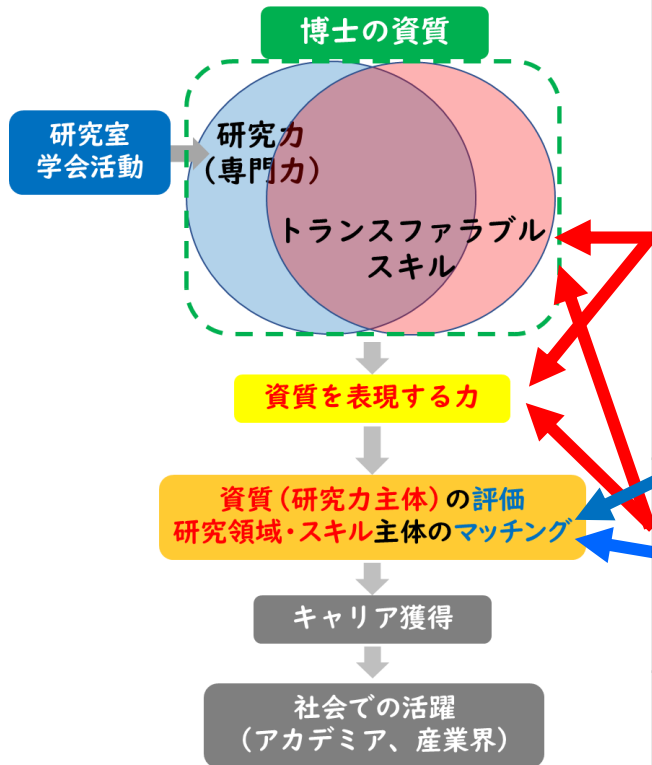 博士の資質
研究室
学会活動
研究力
（専門力）
トランスファラブル
スキル
資質を表現する力
資質（研究力主体）の評価
研究領域・スキル主体のマッチング
キャリア獲得
社会での活躍
（アカデミア、産業界）